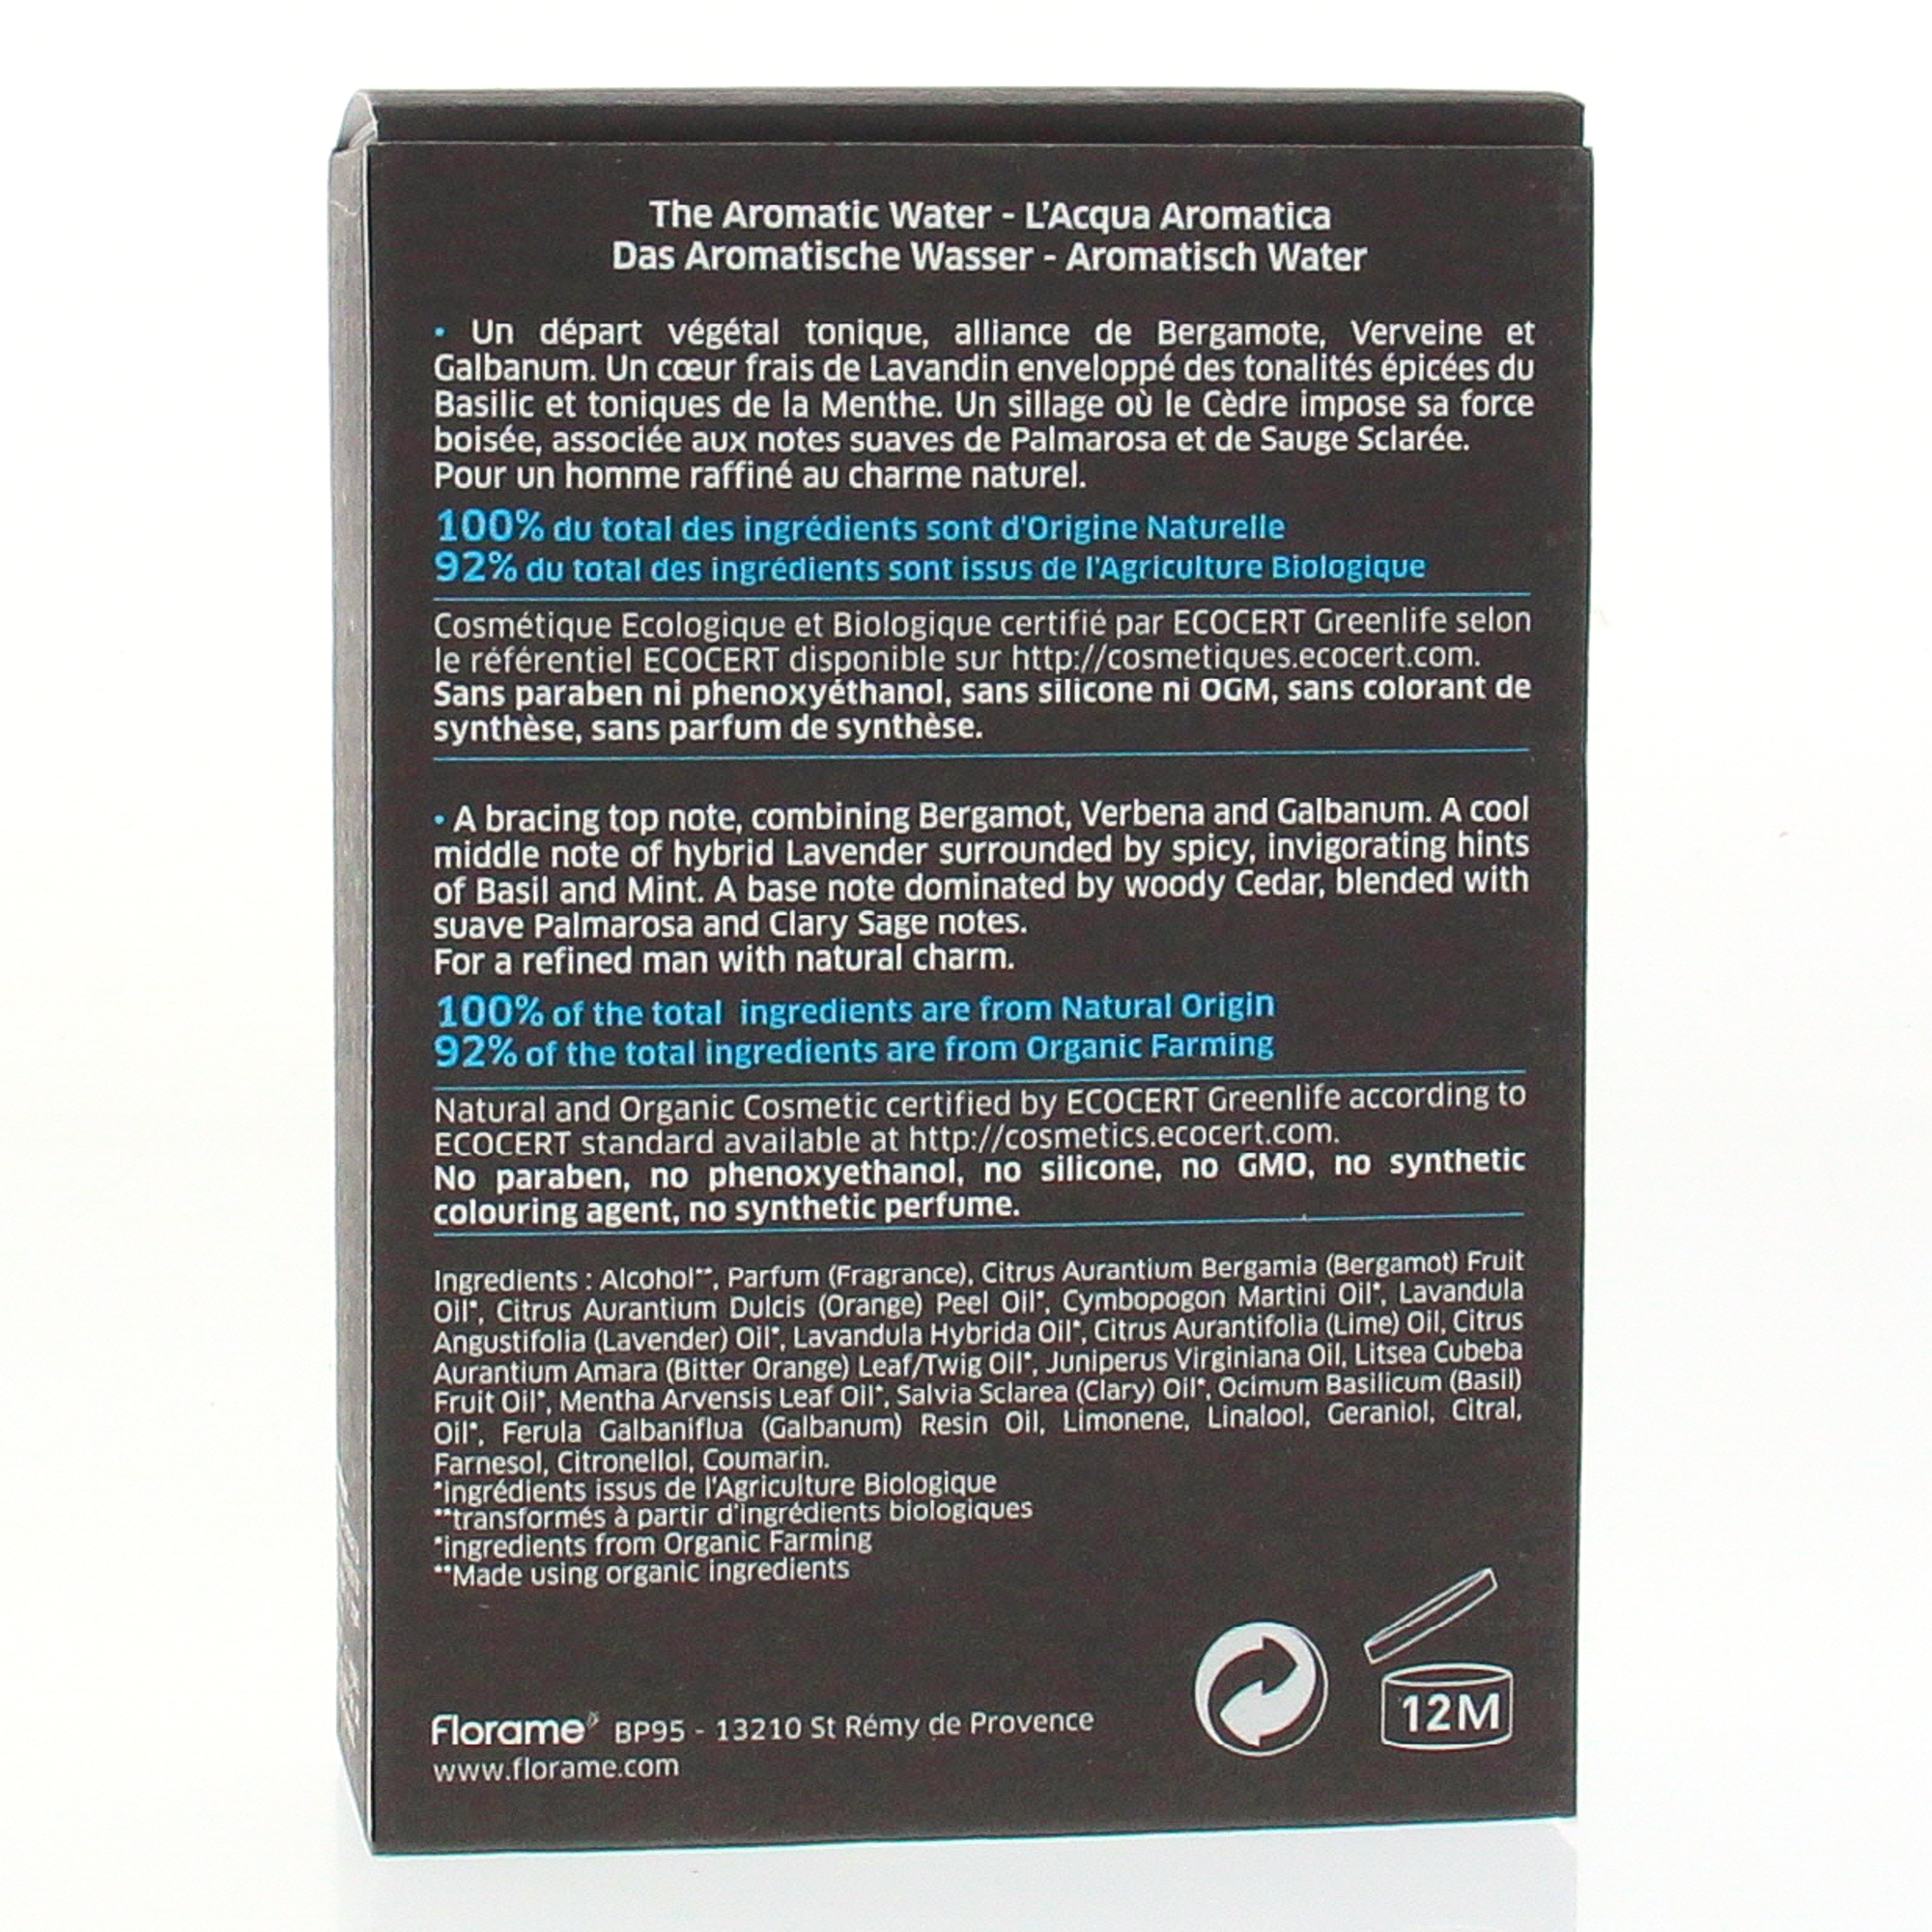 The Aromatic Water - L'Acqua Aromatica
Das Aromatische Wasser - Aromatisch Water
• Un départ végétal tonique, alliance de Bergamote, Verveine et
Galbanum. Un cœur frais de Lavandin enveloppé des tonalités épicées du
Basilic et toniques de la Menthe. Un sillage où le Cèdre impose sa force
boisée, associée aux notes suaves de Palmarosa et de Sauge Sclarée.
Pour un homme raffiné au charme naturel.
100% du total des ingrédients sont d'Origine Naturelle
92% du total des ingrédients sont issus de l'Agriculture Biologique
Cosmétique Ecologique et Biologique certifié par ECOCERT Greenlife selon
le référentiel ECOCERT disponible sur http://cosmetiques.ecocert.com.
Sans paraben ni phenoxyéthanol, sans silicone ni OGM, sans colorant de
synthèse, sans parfum de synthèse.
• A bracing top note, combining Bergamot, Verbena and Galbanum. A cool
middle note of hybrid Lavender surrounded by spicy, invigorating hints
of Basil and Mint. A base note dominated by woody Cedar, blended with
suave Palmarosa and Clary Sage notes.
For a refined man with natural charm.
100% of the total ingredients are from Natural Origin
92% of the total ingredients are from Organic Farming
Natural and Organic Cosmetic certified by ECOCERT Greenlife according to
ECOCERT standard available at http://cosmetics.ecocert.com.
No paraben, no phenoxyethanol, no silicone, no GMO, no synthetic
colouring agent, no synthetic perfume.
Ingredients : Alcohol**, Parfum (Fragrance), Citrus Aurantium Bergamia (Bergamot) Fruit
Oil*, Citrus Aurantium Dulcis (Orange) Peel Oil*, Cymbopogon Martini Oil*, Lavandula
Angustifolia (Lavender) Oil*, Lavandula Hybrida Oil*, Citrus Aurantifolia (Lime) Oil, Citrus
Aurantium Amara (Bitter Orange) Leaf/Twig Oil*, Juniperus Virginiana Oil, Litsea Cubeba
Fruit Oil*, Mentha Arvensis Leaf Oil*, Salvia Sclarea (Clary) Oil*, Ocimum Basilicum (Basil)
Oil*, Ferula Galbaniflua (Galbanum) Resin Oil, Limonene, Linalool, Geraniol, Citral,
Farnesol, Citronellol, Coumarin.
*ingrédients issus de l'Agriculture Biologique
**transformés à partir d'ingrédients biologiques
*ingredients from Organic Farming
**Made using organic ingredients
12M
Florame BP95 - 13210 St Rémy de Provence
www.florame.com